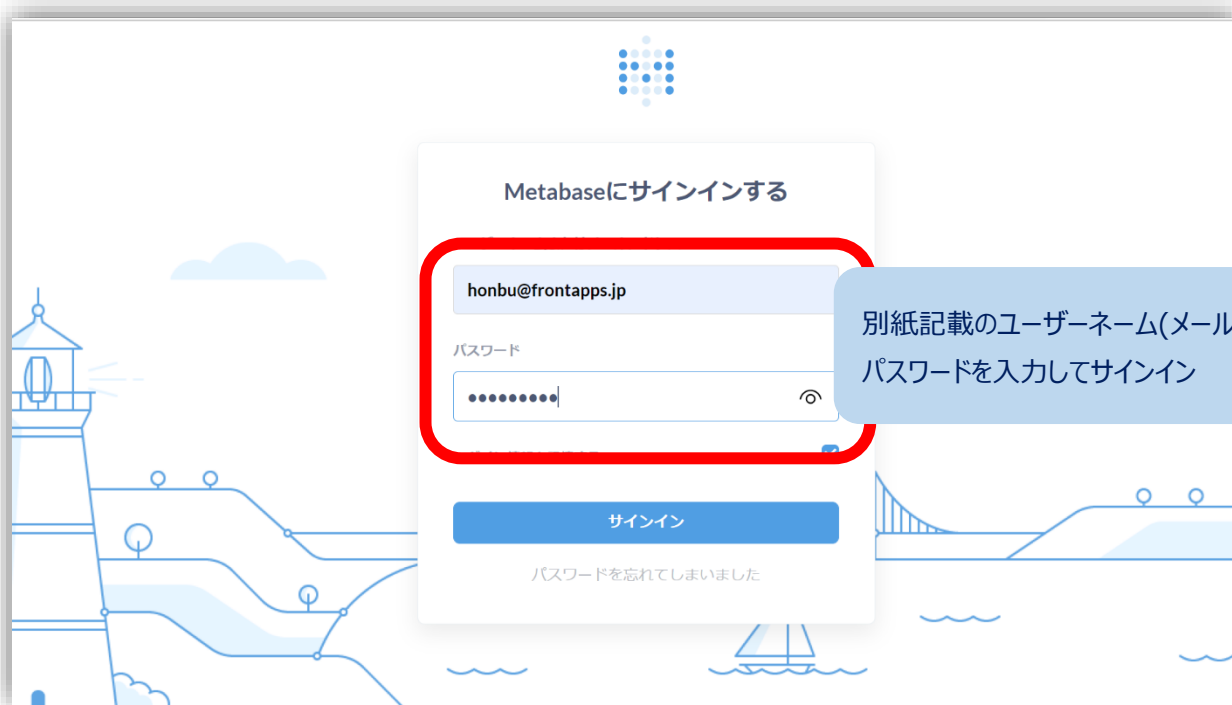 Metabaseにサインインする
honbu@frontapps.jp
別紙記載のユーザーネーム(メール
パスワード
パスワードを入力してサインイン
サインイン
パスワードを忘れてしまいました